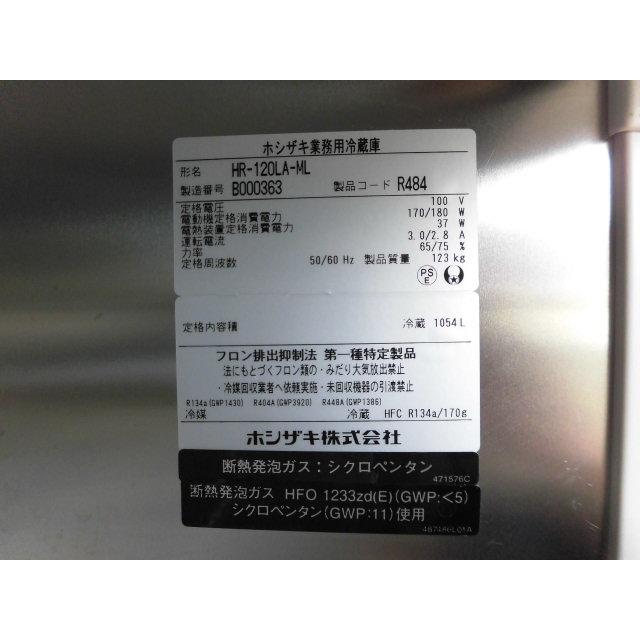 ホシザキ業務用冷蔵庫
形名 HR-120LA-ML
製造番号 B000363 製品コード R484
定格電圧 100 V
電動機定格消費電力 170/180 W
電熱装置定格消費電力 37 W
運転電流 3.0/2.8 A
力率 65/75 %
定格周波数 50/60 Hz 製品質量 123 kg
PS E
定格内容積 冷蔵 1054 L
フロン排出抑制法 第一種特定製品
法にもとづくフロン類の・みだり大気放出禁止
・冷媒回収業者へ依頼実施・未回収機器の引渡禁止
R134a(GWP1430) R404A(GWP3920) R448A(GWP1386)
冷媒 冷蔵 HFC R134a/170g
ホシザキ株式会社
断熱発泡ガス：シクロペンタン
471576C
断熱発泡ガス HFO 1233zd(E)(GWP:<5)
シクロペンタン(GWP:11)使用
487486L01A